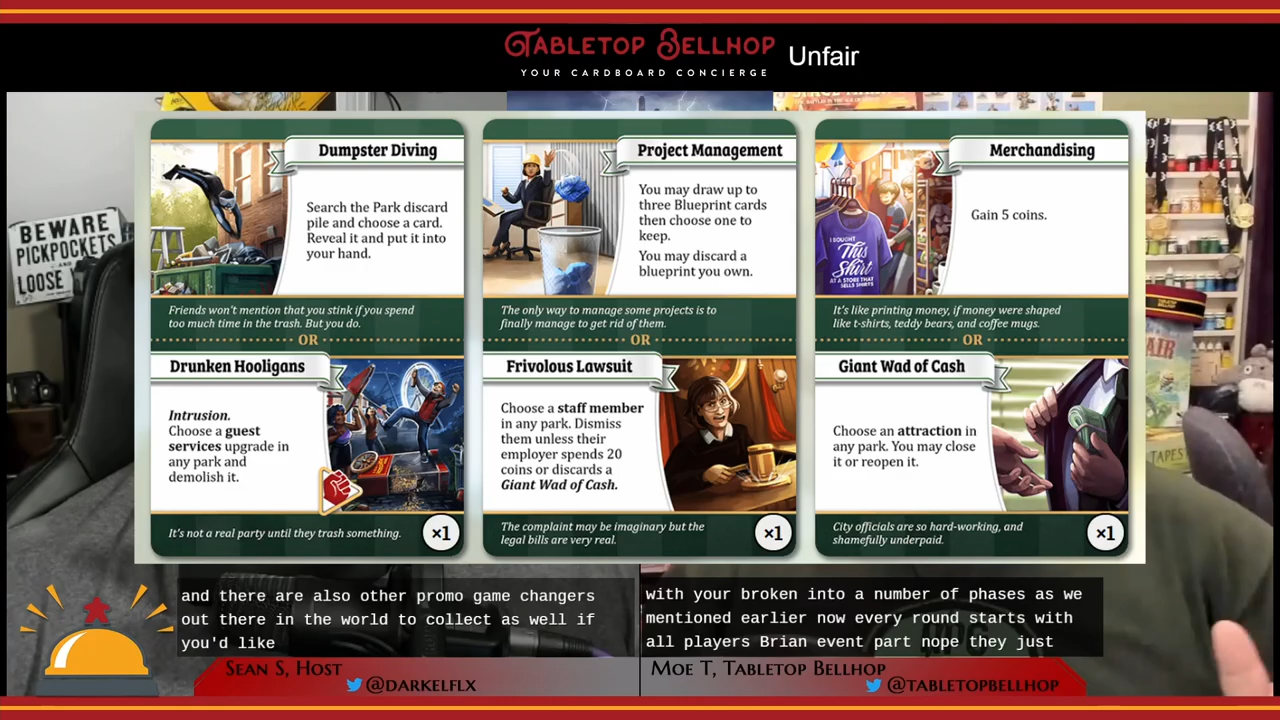 TABLETOP BELLHOP
YOUR CARDBOARD CONCIERGE
Unfair
BEWARE
PICKPOCKETS
LOOSE
Dumpster Diving
Search the Park discard
pile and choose a card.
Reveal it and put it into
your hand.
Friends won't mention that you stink if you spend
too much time in the trash. But you do.
OR
Drunken Hooligans
Intrusion.
Choose a guest
services upgrade in
any park and
demolish it.
It's not a real party until they trash something.
×1
Project Management
You may draw up to
three Blueprint cards
then choose one to
keep.
You may discard a
blueprint you own.
The only way to manage some projects is to
finally manage to get rid of them.
OR
Frivolous Lawsuit
Choose a staff member
in any park. Dismiss
them unless their
employer spends 20
coins or discards a
Giant Wad of Cash.
The complaint may be imaginary but the
legal bills are very real.
×1
Merchandising
Gain 5 coins.
I BOUGHT
This
Shirt
AT A STORE THAT
SELLS SHIRTS
It's like printing money, if money were shaped
like t-shirts, teddy bears, and coffee mugs.
OR
Giant Wad of Cash
Choose an attraction in
any park. You may close
it or reopen it.
City officials are so hard-working, and
shamefully underpaid.
×1
TAPES
and there are also other promo game changers
out there in the world to collect as well if
you'd like
with your broken into a number of phases as we
mentioned earlier now every round starts with
all players Brian event part nope they just
Sean S, Host
@DARKELFLX
Moe T, Tabletop Bellhop
@TABLETOPBELLHOP